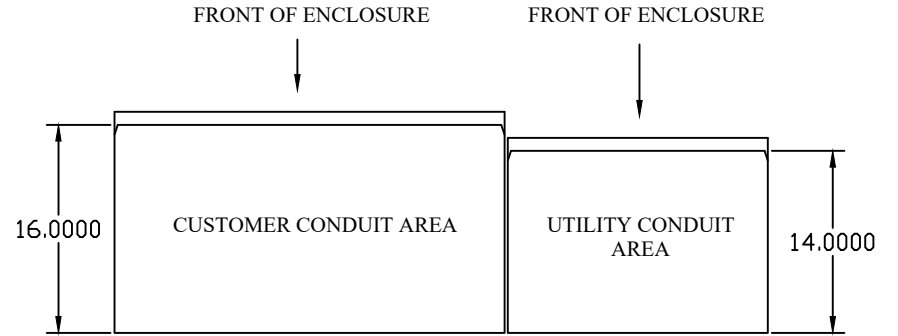 FRONT OF ENCLOSURE
FRONT OF ENCLOSURE
16.0000
CUSTOMER CONDUIT AREA
UTILITY CONDUIT
AREA
14.0000